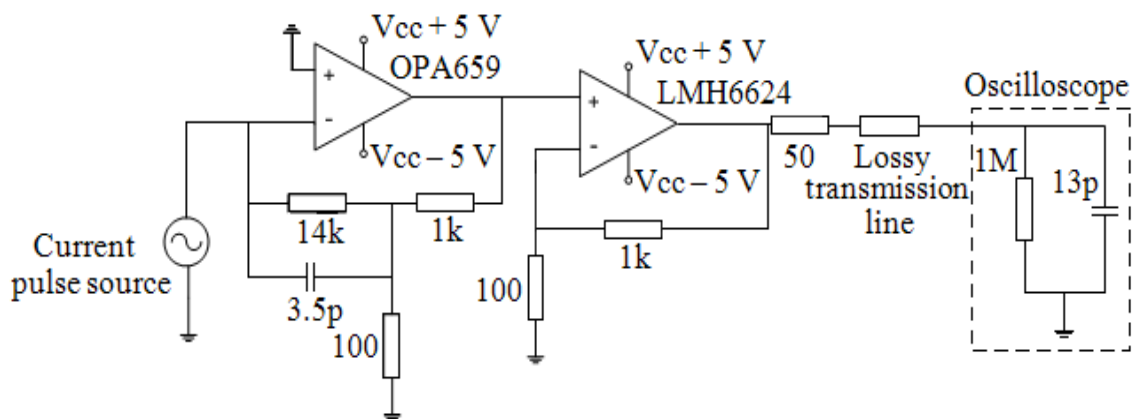 Vcc + 5 V
OPA659
+
-
Vcc – 5 V
14k
1k
3.5p
100
Current
pulse source
Vcc + 5 V
LMH6624
+
-
Vcc – 5 V
1k
100
50
Lossy
transmission
line
Oscilloscope
1M
13p